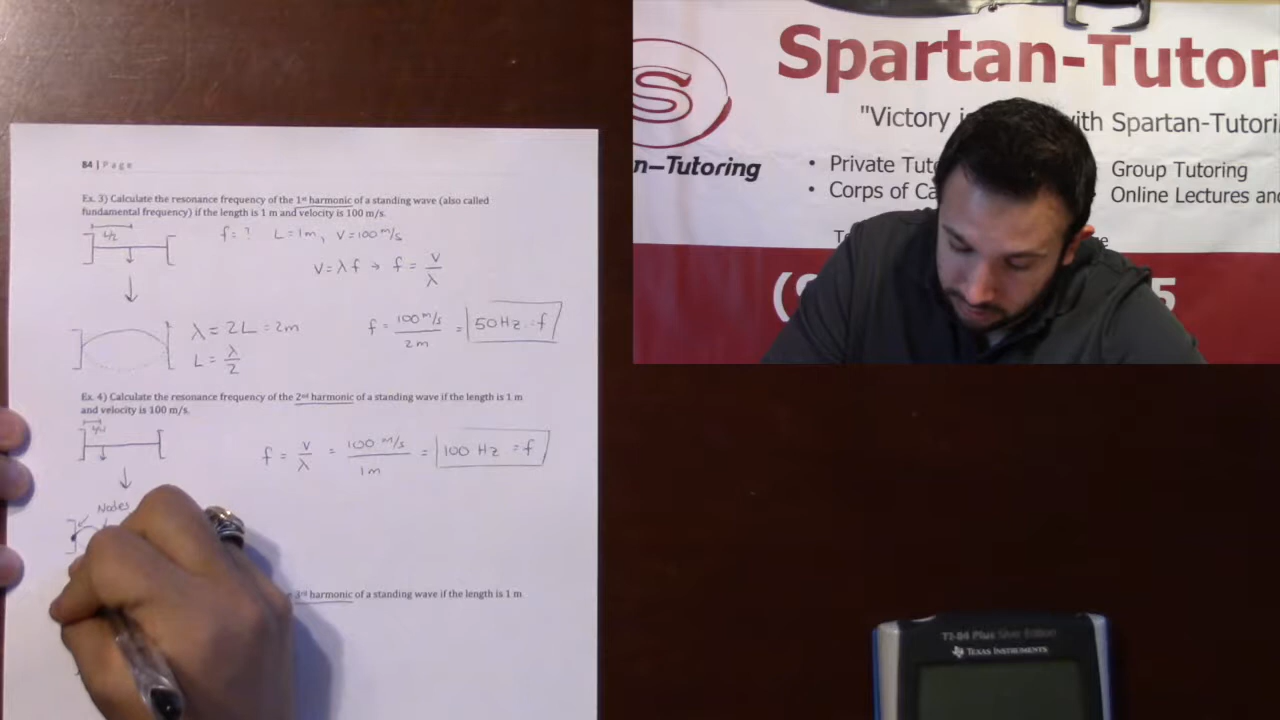 84 | Page
Ex. 3) Calculate the resonance frequency of the 1st harmonic of a standing wave (also called
fundamental frequency) if the length is 1 m and velocity is 100 m/s.
L/2
f = ? L = 1m, V = 100 m/s
V = λf → f = V/λ
λ = 2L = 2m
L = λ/2
f = 100 m/s / 2m = 50 Hz = f
Ex. 4) Calculate the resonance frequency of the 2nd harmonic of a standing wave if the length is 1 m
and velocity is 100 m/s.
f = V/λ = 100 m/s / 1m = 100 Hz = f
Nodes
3rd harmonic of a standing wave if the length is 1 m
Spartan-Tutor
"Victory
with Spartan-Tutoring
S
n-Tutoring
• Private Tut
• Corps of Ca
Group Tutoring
Online Lectures and
5
TI-84 Plus Silver Edition
TEXAS INSTRUMENTS